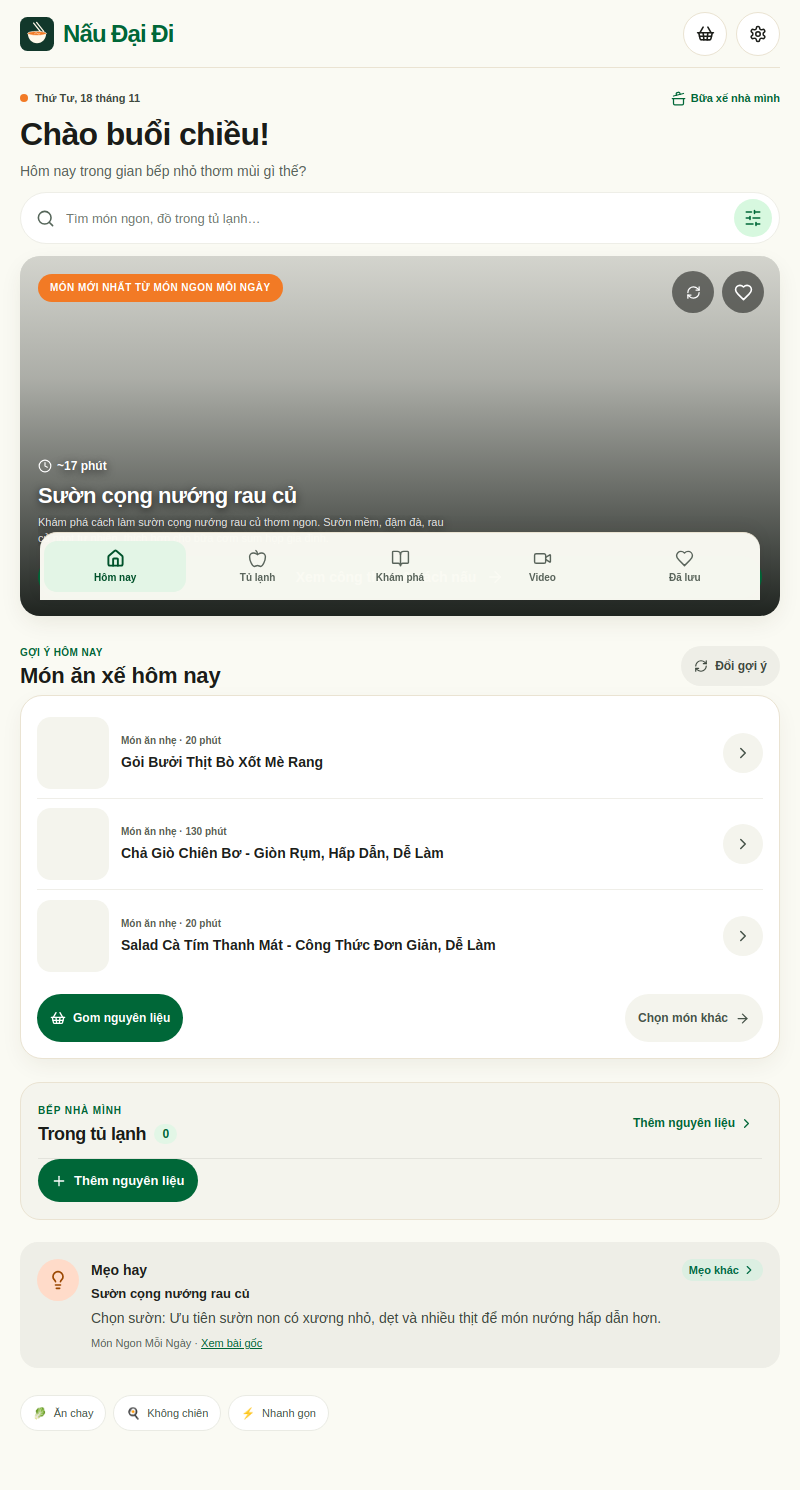 Nấu Đại Đi
Thứ Tư, 18 tháng 11
Bữa xế nhà mình
Chào buổi chiều!
Hôm nay trong gian bếp nhỏ thơm mùi gì thế?
Tìm món ngon, đồ trong tủ lạnh…
MÓN MỚI NHẤT TỪ MÓN NGON MỖI NGÀY
~17 phút
Sườn cọng nướng rau củ
Khám phá cách làm sườn cọng nướng rau củ thơm ngon. Sườn mềm, đậm đà, rau
Hôm nay
Tủ lạnh
Khám phá
Video
Đã lưu
GỢI Ý HÔM NAY
Món ăn xế hôm nay
Đổi gợi ý
Món ăn nhẹ · 20 phút
Gỏi Bưởi Thịt Bò Xốt Mè Rang
Món ăn nhẹ · 130 phút
Chả Giò Chiên Bơ - Giòn Rụm, Hấp Dẫn, Dễ Làm
Món ăn nhẹ · 20 phút
Salad Cà Tím Thanh Mát - Công Thức Đơn Giản, Dễ Làm
Gom nguyên liệu
Chọn món khác
BẾP NHÀ MÌNH
Trong tủ lạnh 0
Thêm nguyên liệu
Thêm nguyên liệu
Mẹo hay
Mẹo khác
Sườn cọng nướng rau củ
Chọn sườn: Ưu tiên sườn non có xương nhỏ, dẹt và nhiều thịt để món nướng hấp dẫn hơn.
Món Ngon Mỗi Ngày · Xem bài gốc
Ăn chay
Không chiên
Nhanh gọn